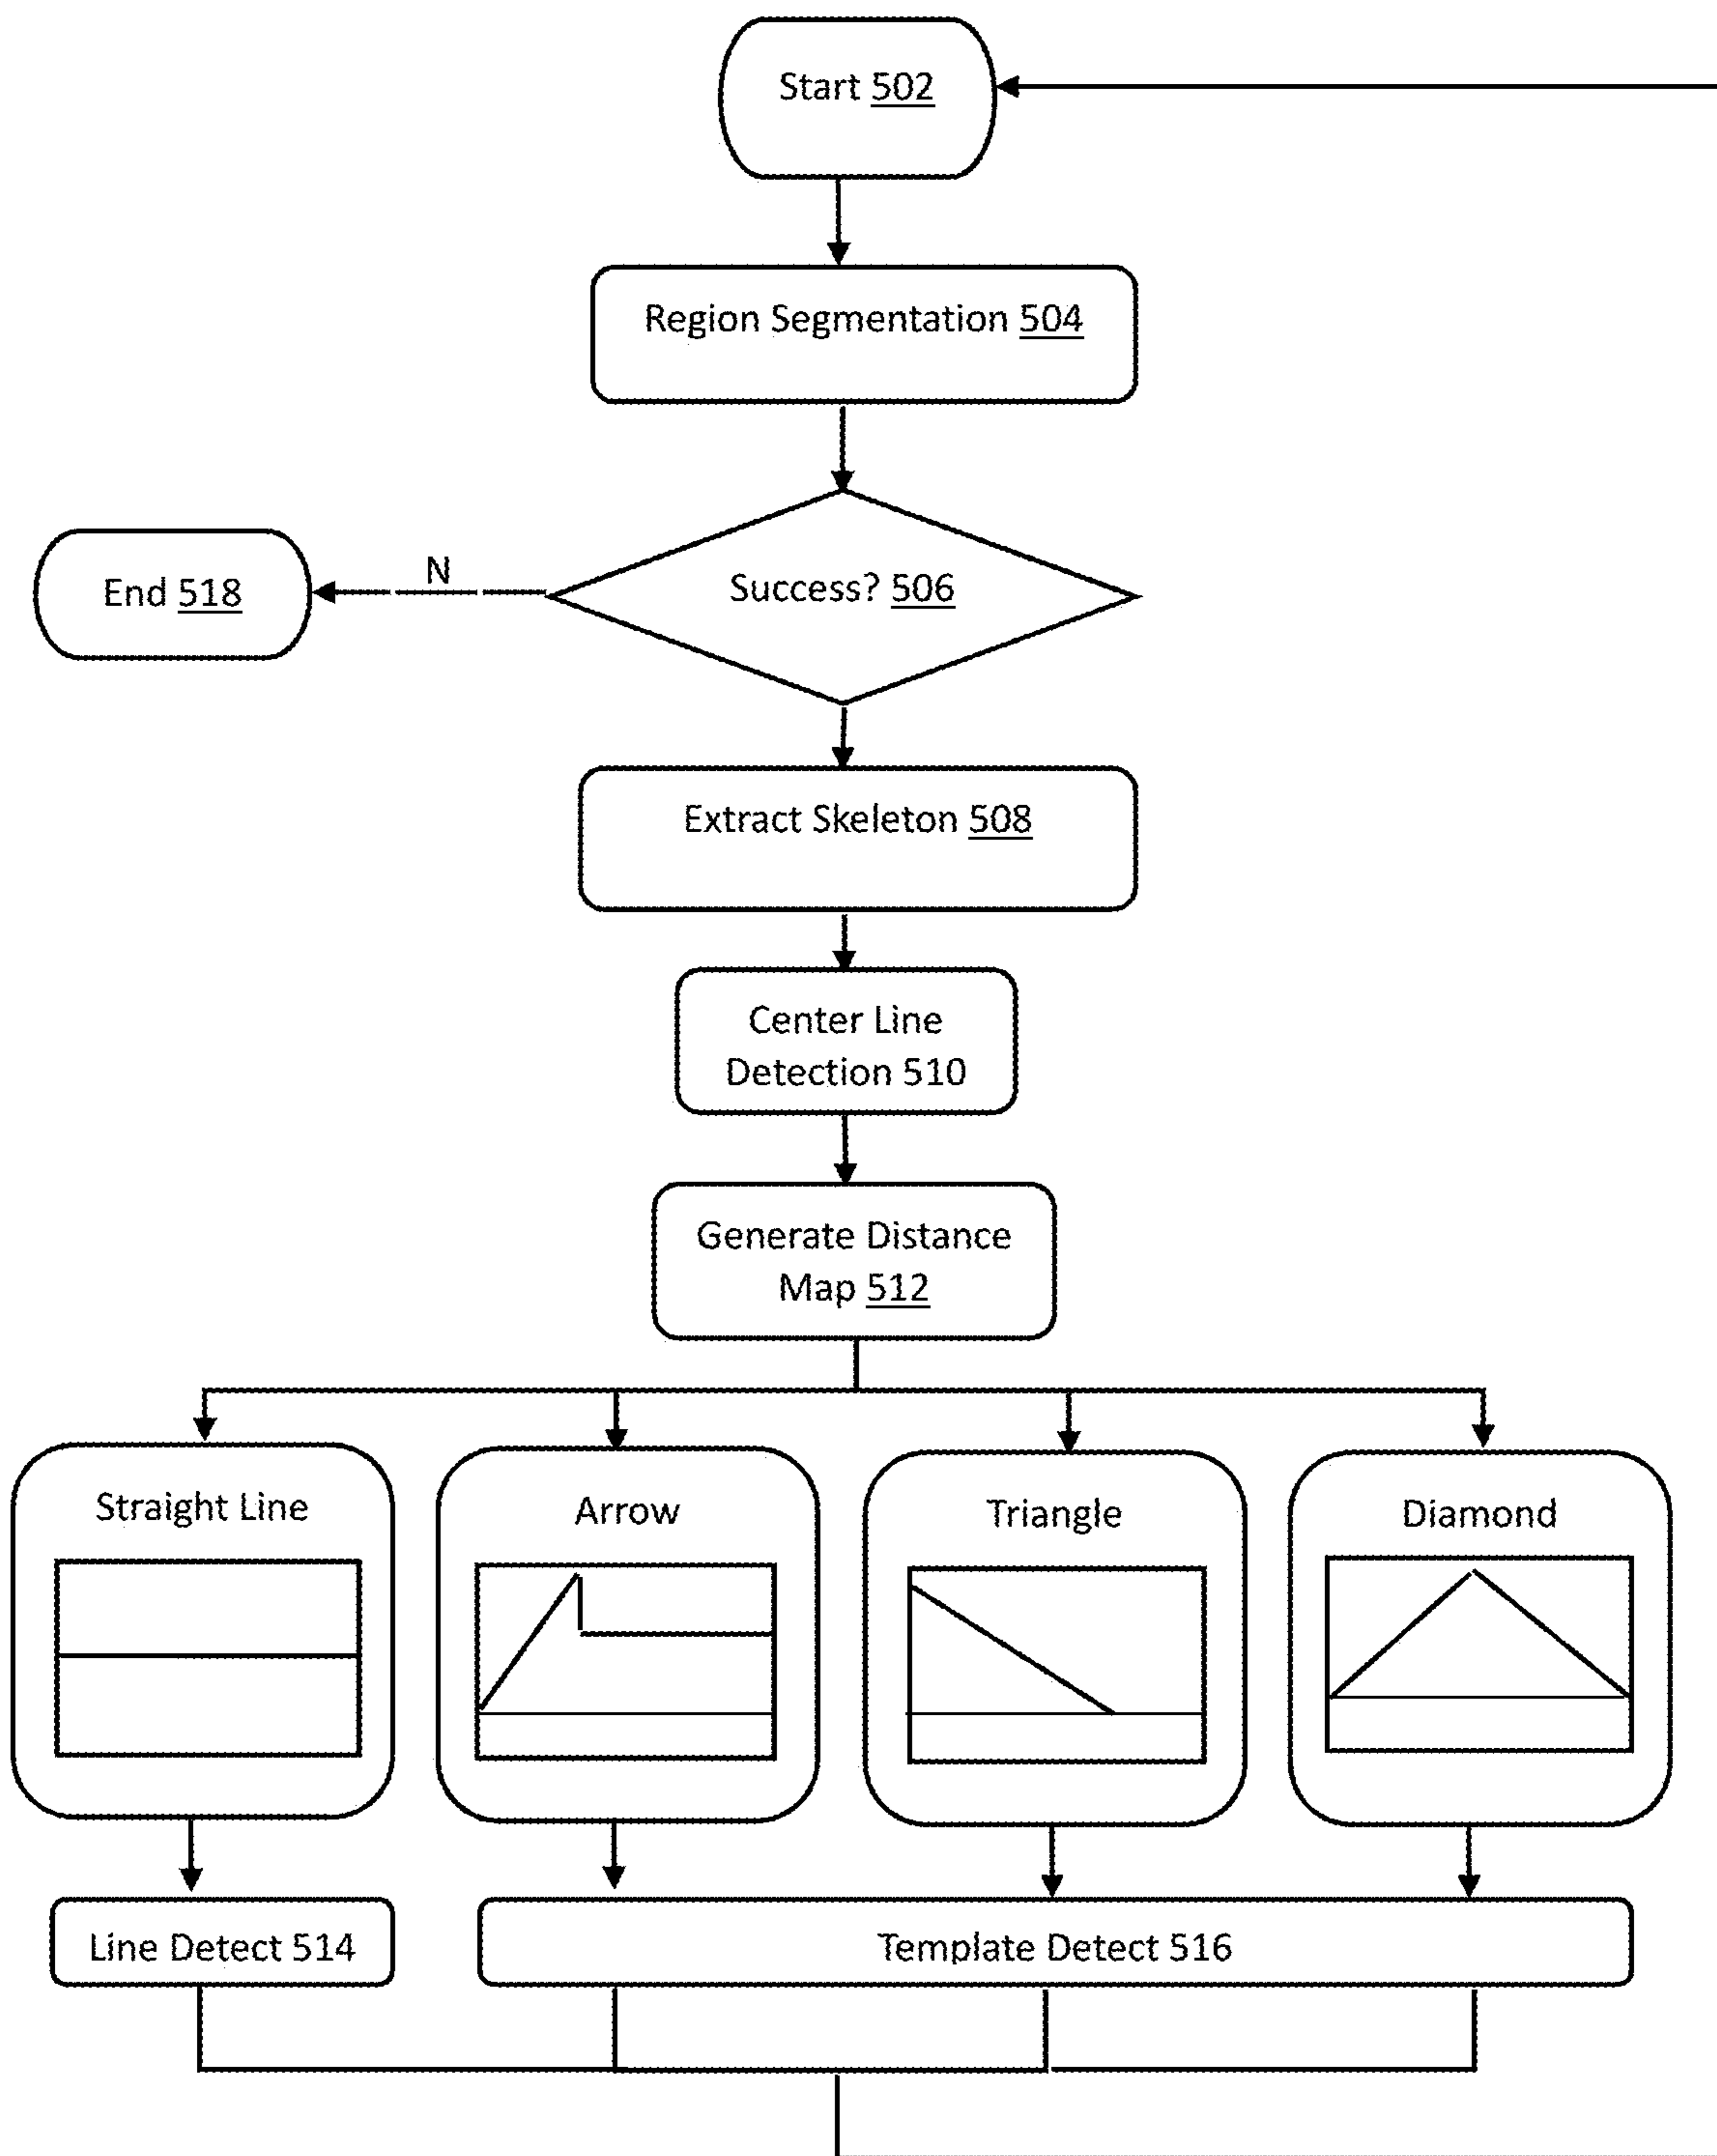 Start 502
Region Segmentation 504
Success? 506
N
End 518
Extract Skeleton 508
Center Line
Detection 510
Generate Distance
Map 512
Straight Line
Arrow
Triangle
Diamond
Line Detect 514
Template Detect 516